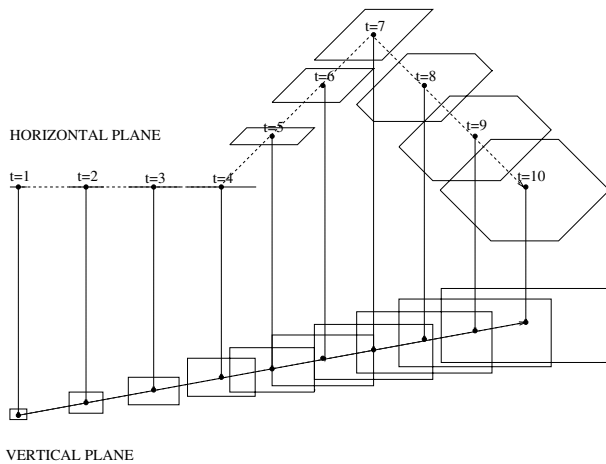 t=7
t=6
t=8
t=5
t=9
HORIZONTAL PLANE
t=1
t=2
t=3
t=4
t=10
VERTICAL PLANE